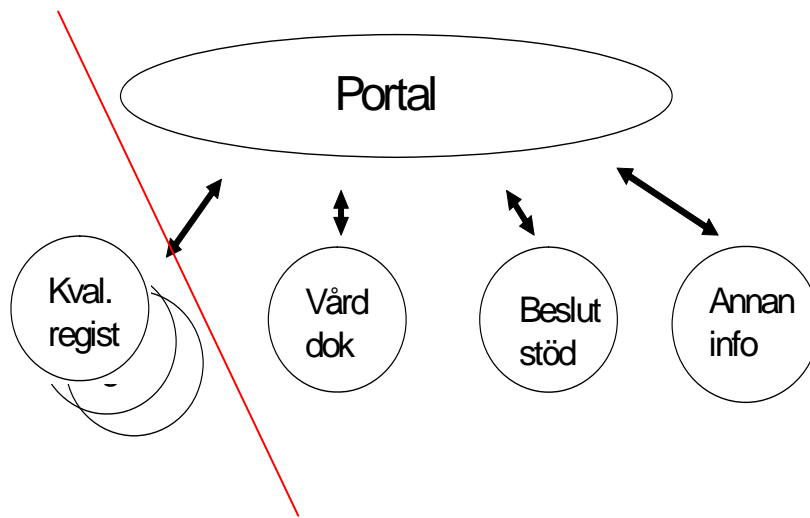 Portal
Kval.
regist
Vård
dok
Beslut
stöd
Annan
info